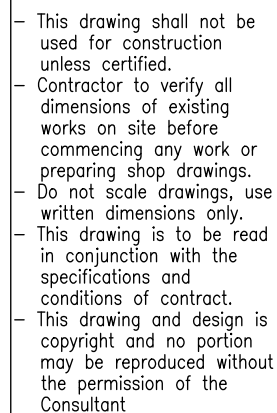 – This drawing shall not be
used for construction
unless certified.
– Contractor to verify all
dimensions of existing
works on site before
commencing any work or
preparing shop drawings.
– Do not scale drawings, use
written dimensions only.
– This drawing is to be read
in conjunction with the
specifications and
conditions of contract.
– This drawing and design is
copyright and no portion
may be reproduced without
the permission of the
Consultant